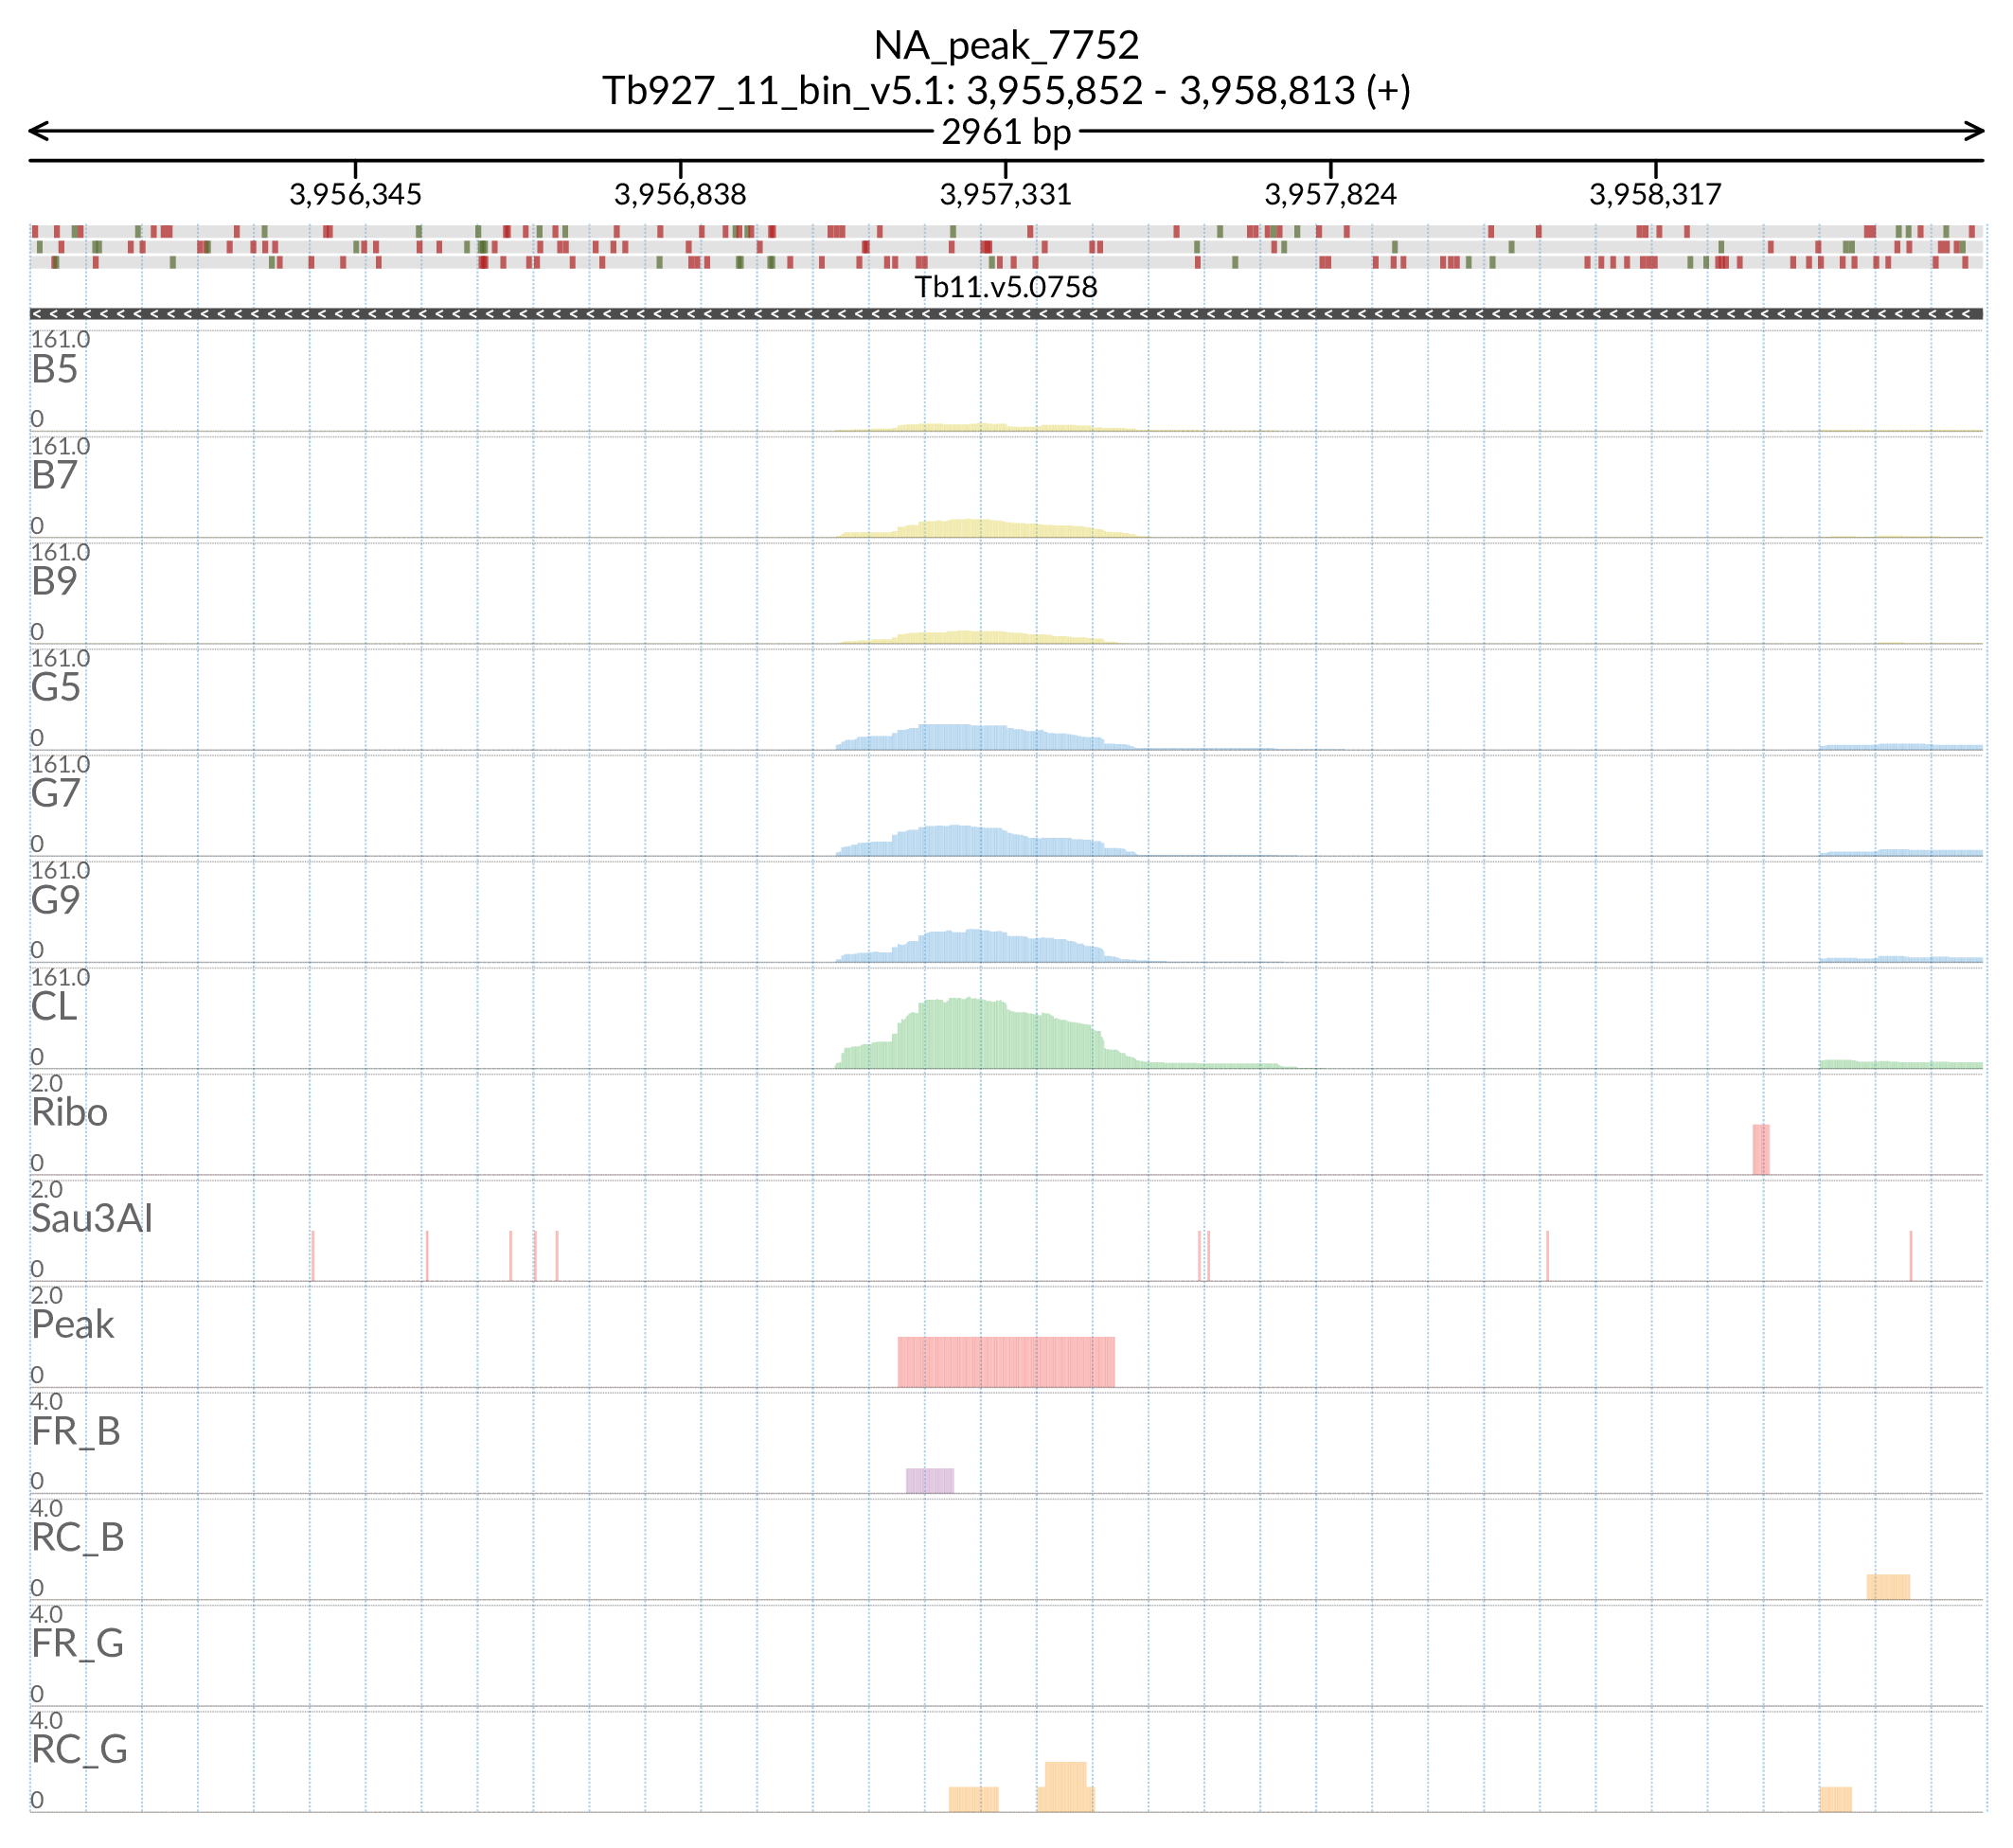 NA_peak_7752
Tb927_11_bin_v5.1: 3,955,852 - 3,958,813 (+)
2961 bp
3,956,345 3,956,838 3,957,331 3,957,824 3,958,317
Tb11.v5.0758
161.0
B5
0
161.0
B7
0
161.0
B9
0
161.0
G5
0
161.0
G7
0
161.0
G9
0
161.0
CL
0
2.0
Ribo
0
2.0
Sau3AI
0
2.0
Peak
0
4.0
FR_B
0
4.0
RC_B
0
4.0
FR_G
0
4.0
RC_G
0